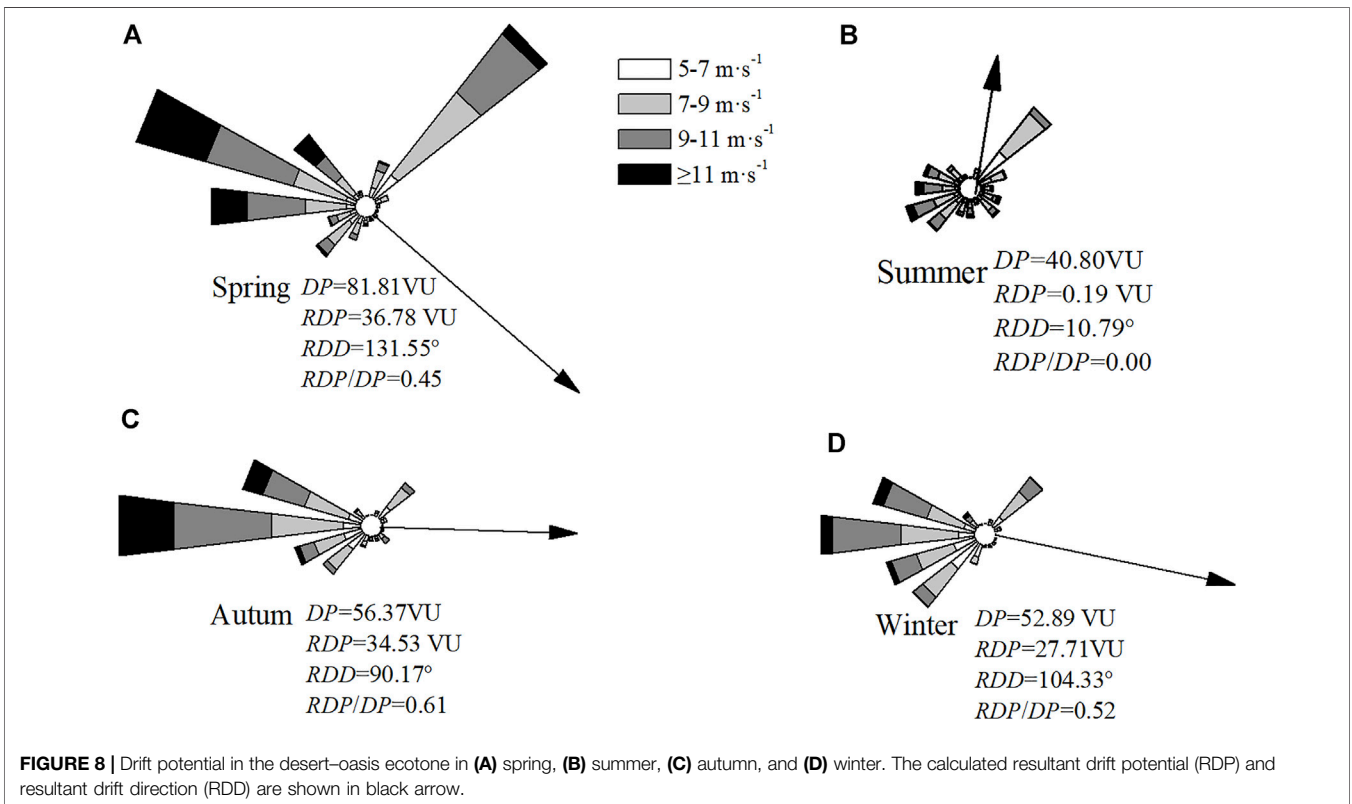 A
5-7 m·s⁻¹
7-9 m·s⁻¹
9-11 m·s⁻¹
≥11 m·s⁻¹
Spring
DP=81.81VU
RDP=36.78 VU
RDD=131.55°
RDP/DP=0.45
B
Summer
DP=40.80VU
RDP=0.19 VU
RDD=10.79°
RDP/DP=0.00
C
Autum
DP=56.37VU
RDP=34.53 VU
RDD=90.17°
RDP/DP=0.61
D
Winter
DP=52.89 VU
RDP=27.71VU
RDD=104.33°
RDP/DP=0.52
FIGURE 8 | Drift potential in the desert–oasis ecotone in (A) spring, (B) summer, (C) autumn, and (D) winter. The calculated resultant drift potential (RDP) and
resultant drift direction (RDD) are shown in black arrow.